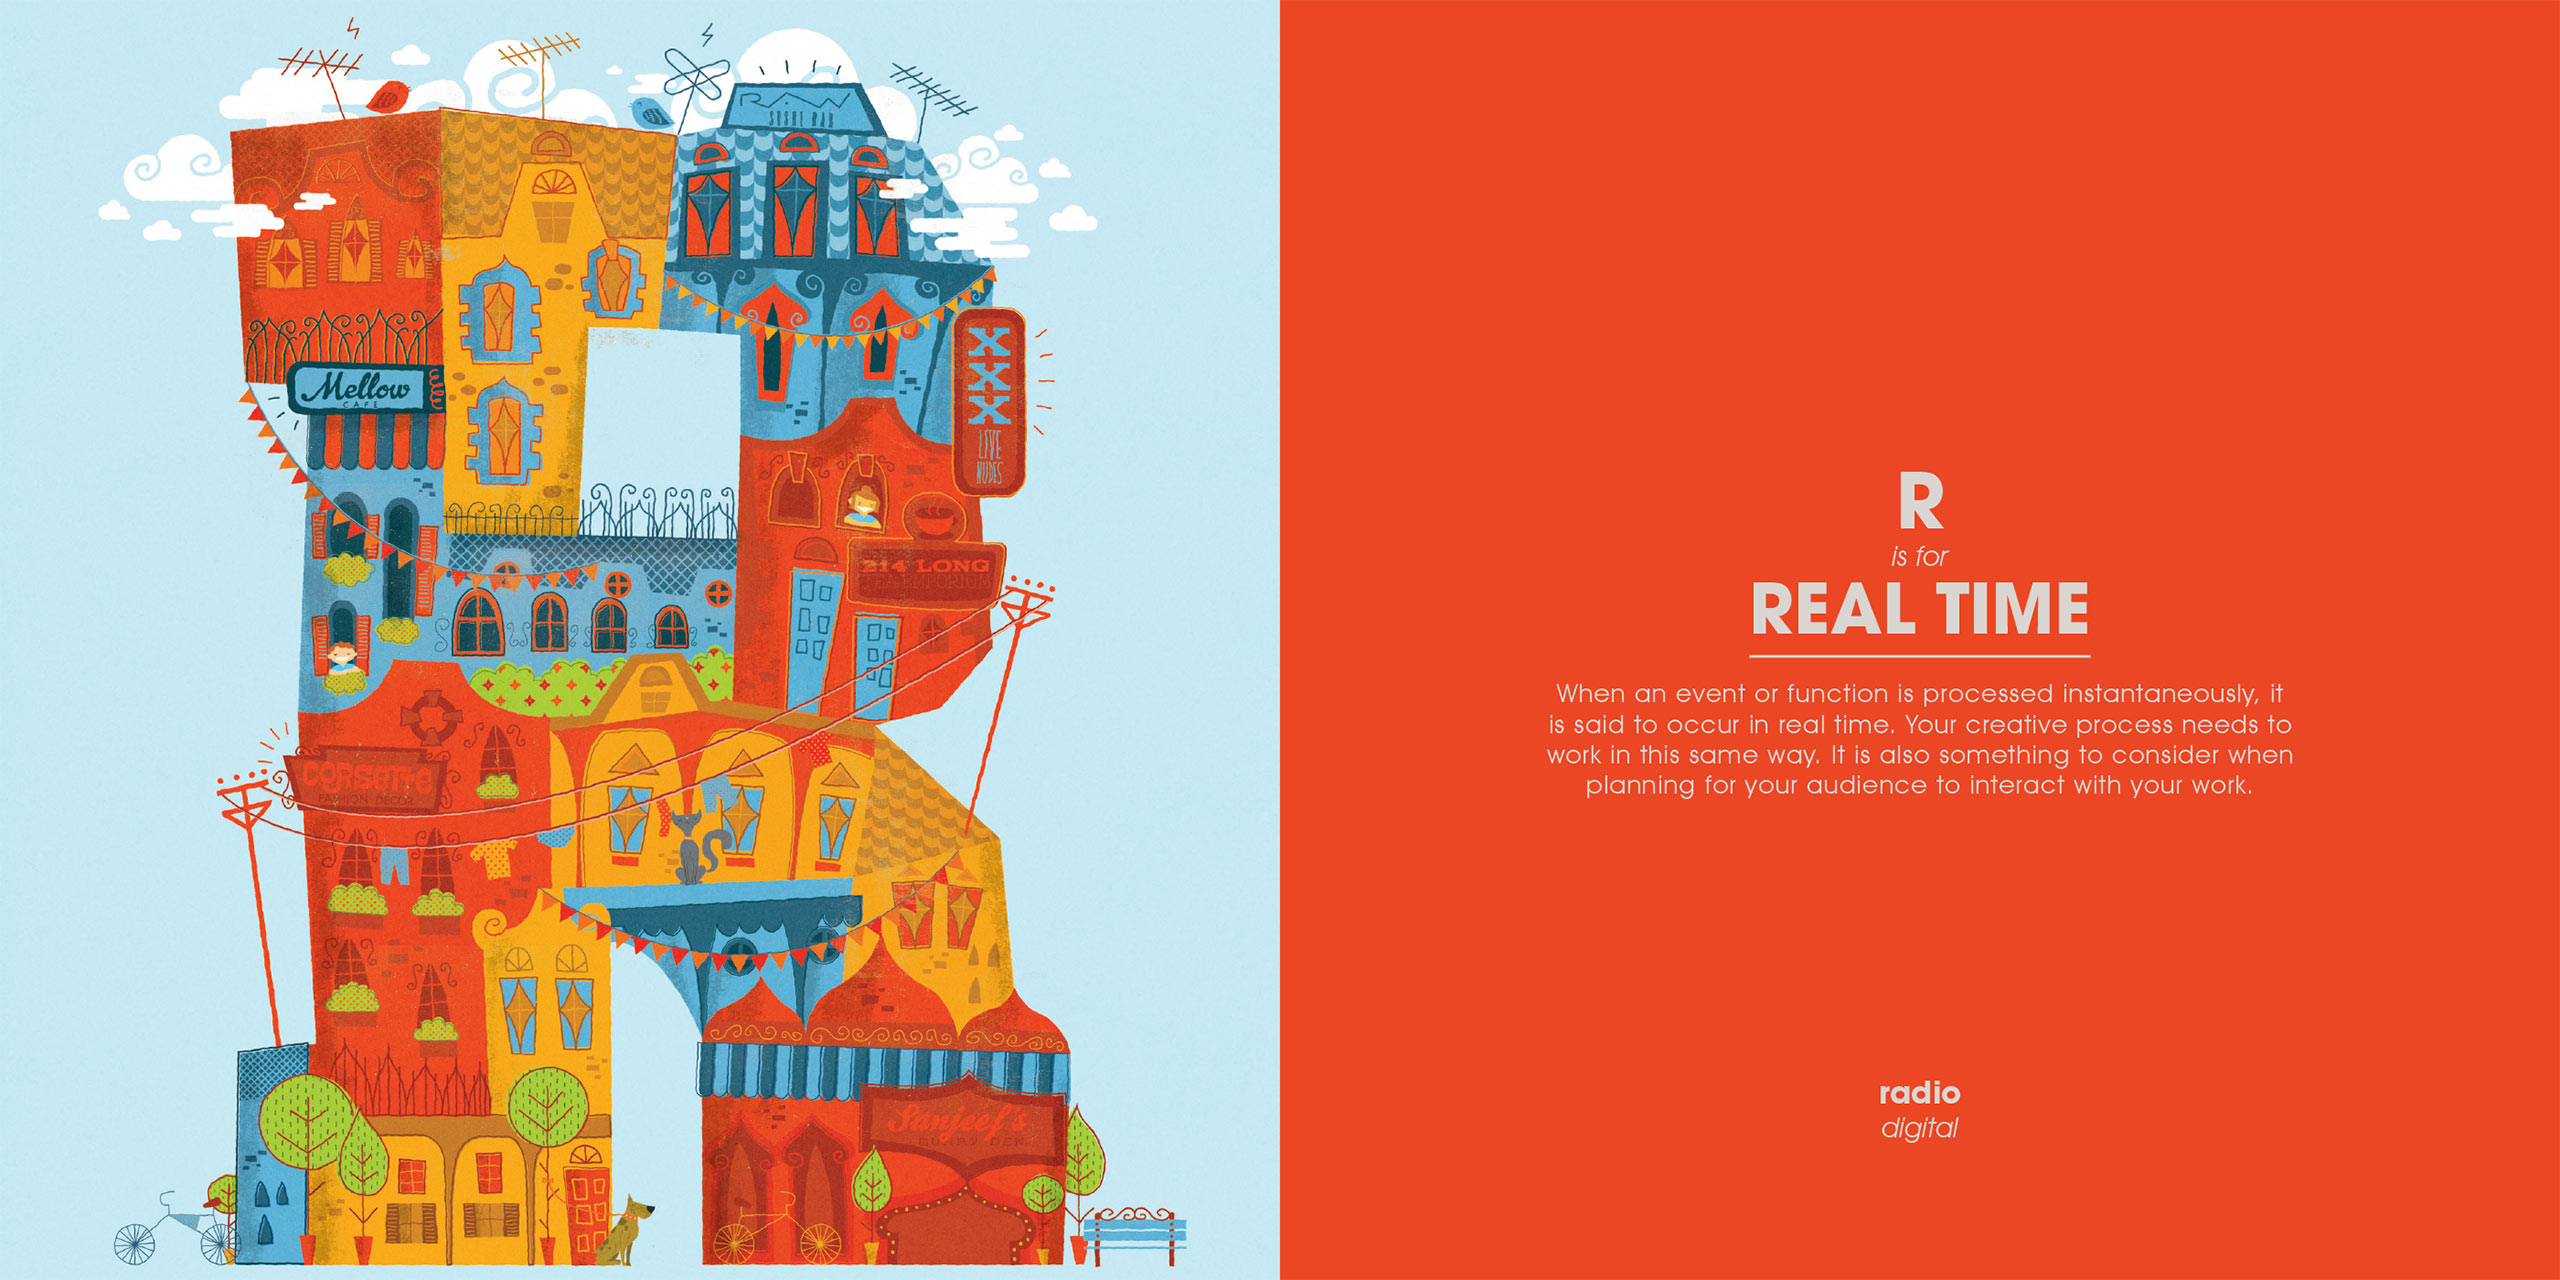 RAW
SUSHI BAR
Mellow
CAFE
XXX
LIVE
NUDES
214 LONG
TEA EMPORIUM
CORSETTE
FASHION DECOR
Sanjeef's
CURRY DEN
R
is for
REAL TIME
When an event or function is processed instantaneously, it
is said to occur in real time. Your creative process needs to
work in this same way. It is also something to consider when
planning for your audience to interact with your work.
radio
digital